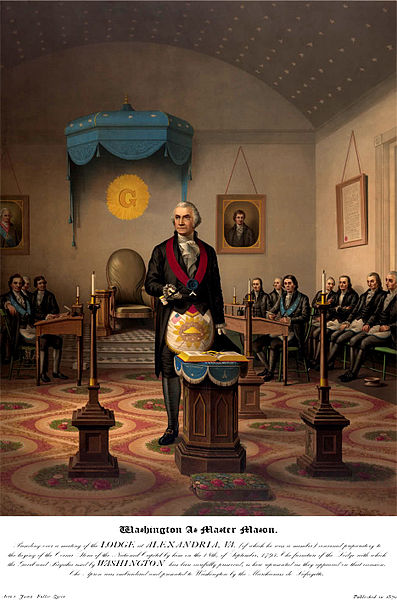 G
Washington As Master Mason.
Presiding over a meeting of the LODGE at ALEXANDRIA, VA. (of which he was a member) convened preparatory to
the laying of the Corner Stone of the National Capitol by him on the 18th of September, 1793. The furniture of the Lodge with which
the Guard and Regalia used by WASHINGTON has been carefully preserved, is here represented as they appeared on that occasion.
The Apron was embroidered and presented to Washington by the Marchioness de Lafayette.
Published in 1870